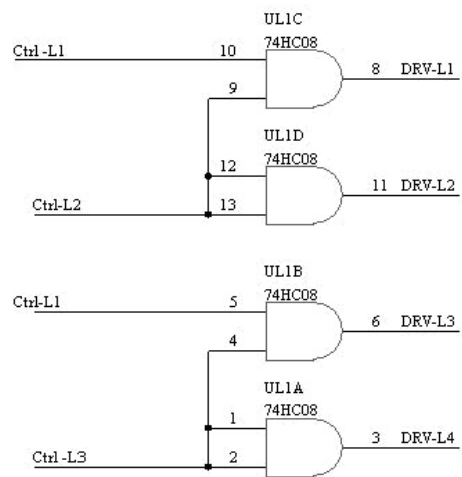 UL1C
74HC08
Ctrl-L1 10 8 DRV-L1
9
UL1D
74HC08
12
11 DRV-L2
Ctrl-L2 13
UL1B
74HC08
Ctrl-L1 5
6 DRV-L3
4
UL1A
74HC08
1
3 DRV-L4
Ctrl-L3 2